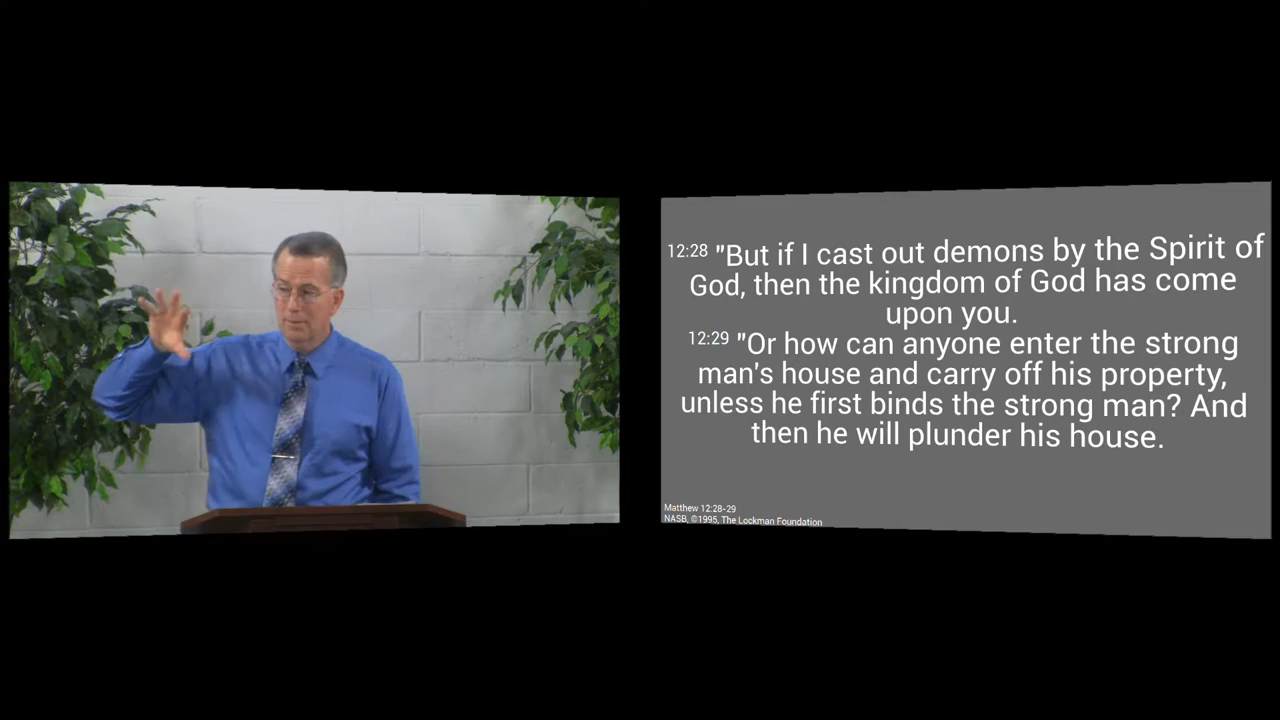 12:28 "But if I cast out demons by the Spirit of
God, then the kingdom of God has come
upon you.
12:29 "Or how can anyone enter the strong
man's house and carry off his property,
unless he first binds the strong man? And
then he will plunder his house.
Matthew 12:28-29
NASB, ©1995, The Lockman Foundation